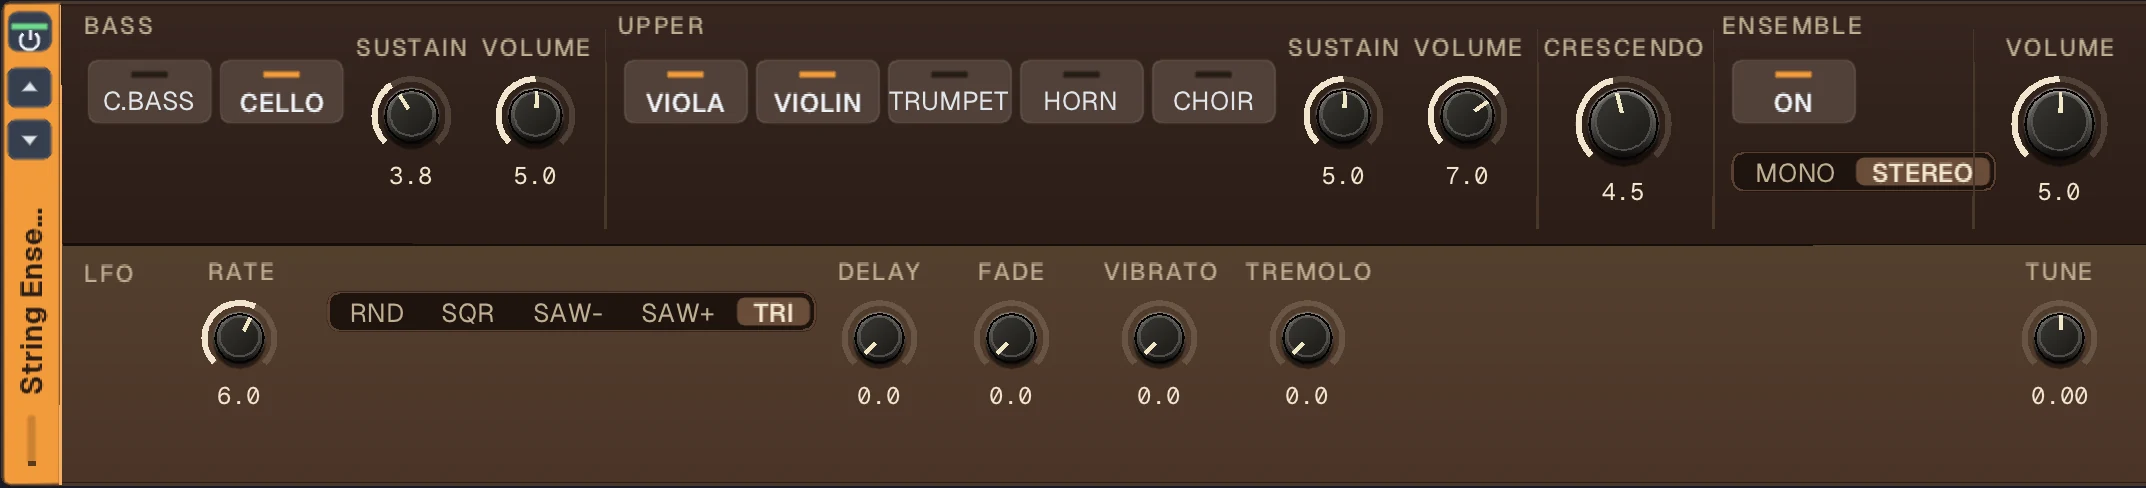 String Ense...
BASS
C.BASS
CELLO
SUSTAIN
3.8
VOLUME
5.0
UPPER
VIOLA
VIOLIN
TRUMPET
HORN
CHOIR
SUSTAIN
5.0
VOLUME
7.0
CRESCENDO
4.5
ENSEMBLE
ON
MONO STEREO
VOLUME
5.0
LFO
RATE
6.0
RND SQR SAW- SAW+ TRI
DELAY
0.0
FADE
0.0
VIBRATO
0.0
TREMOLO
0.0
TUNE
0.00